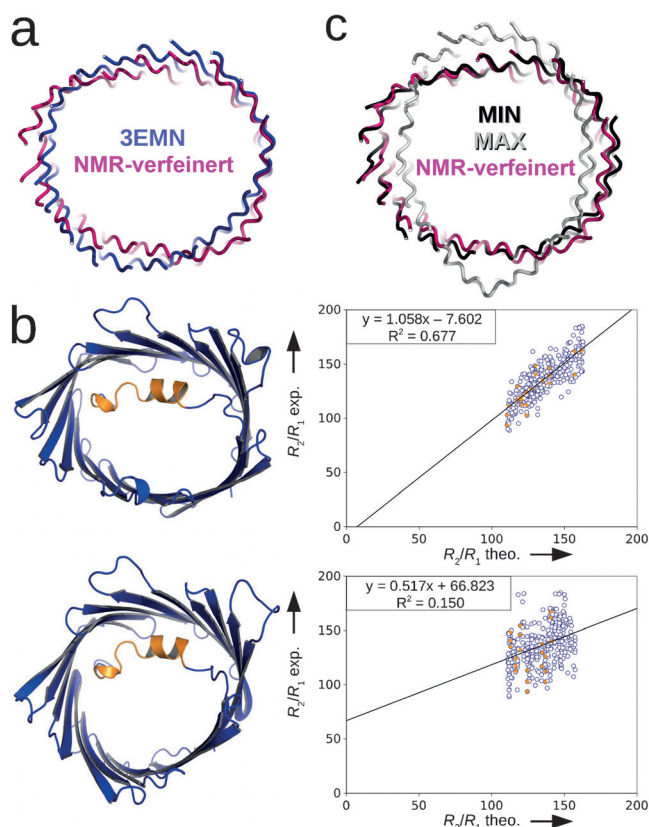 a
3EMN
NMR-verfeinert
c
MIN
MAX
NMR-verfeinert
b
y = 1.058x – 7.602
R² = 0.677
200
150
100
50
0
R₂/R₁ exp.
0 50 100 150 200
R₂/R₁ theo.
y = 0.517x + 66.823
R² = 0.150
200
150
100
50
0
R₂/R₁ exp.
0 50 100 150 200
R₂/R₁ theo.